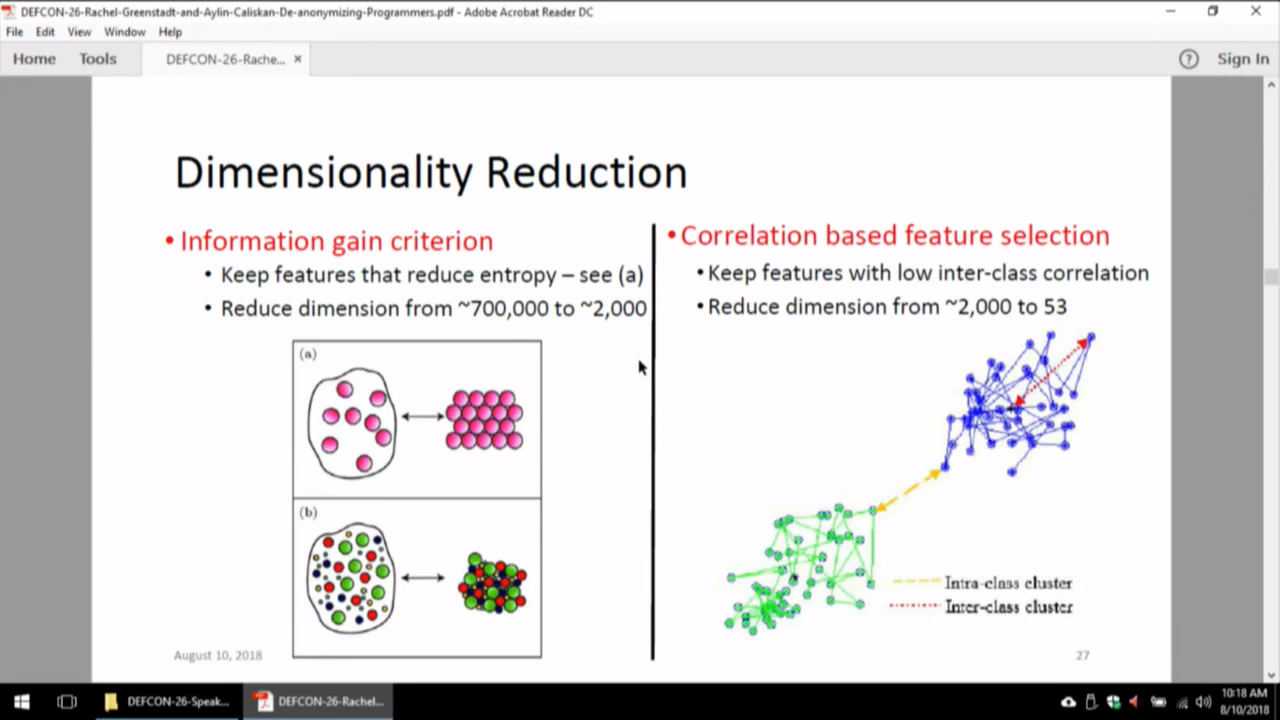 DEFCON-26-Rachel-Greenstadt-and-Aylin-Caliskan-De-anonymizing-Programmers.pdf - Adobe Acrobat Reader DC
File Edit View Window Help
Home Tools DEFCON-26-Rache... × ? Sign In
Dimensionality Reduction
• Information gain criterion
• Keep features that reduce entropy – see (a)
• Reduce dimension from ~700,000 to ~2,000
(a)
(b)
• Correlation based feature selection
• Keep features with low inter-class correlation
• Reduce dimension from ~2,000 to 53
Intra-class cluster
Inter-class cluster
August 10, 2018
27
DEFCON-26-Speak... DEFCON-26-Rachel...
10:18 AM
8/10/2018